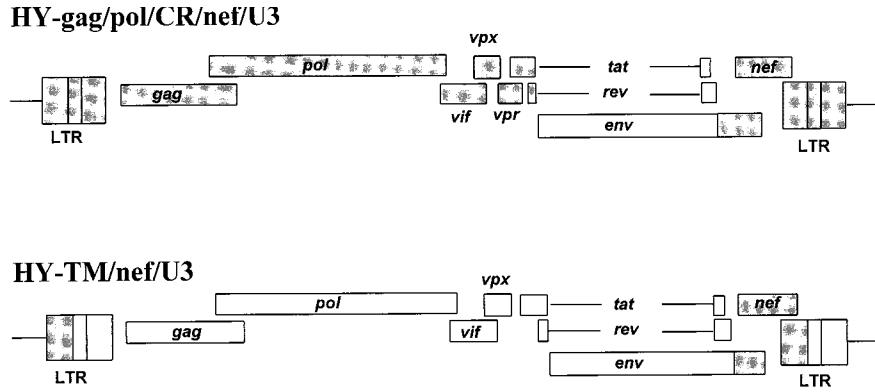 HY-gag/pol/CR/nef/U3
vpx
pol
tat
nef
gag
rev
vif
vpr
env
LTR
LTR
HY-TM/nef/U3
vpx
pol
tat
nef
gag
vif
rev
env
LTR
LTR